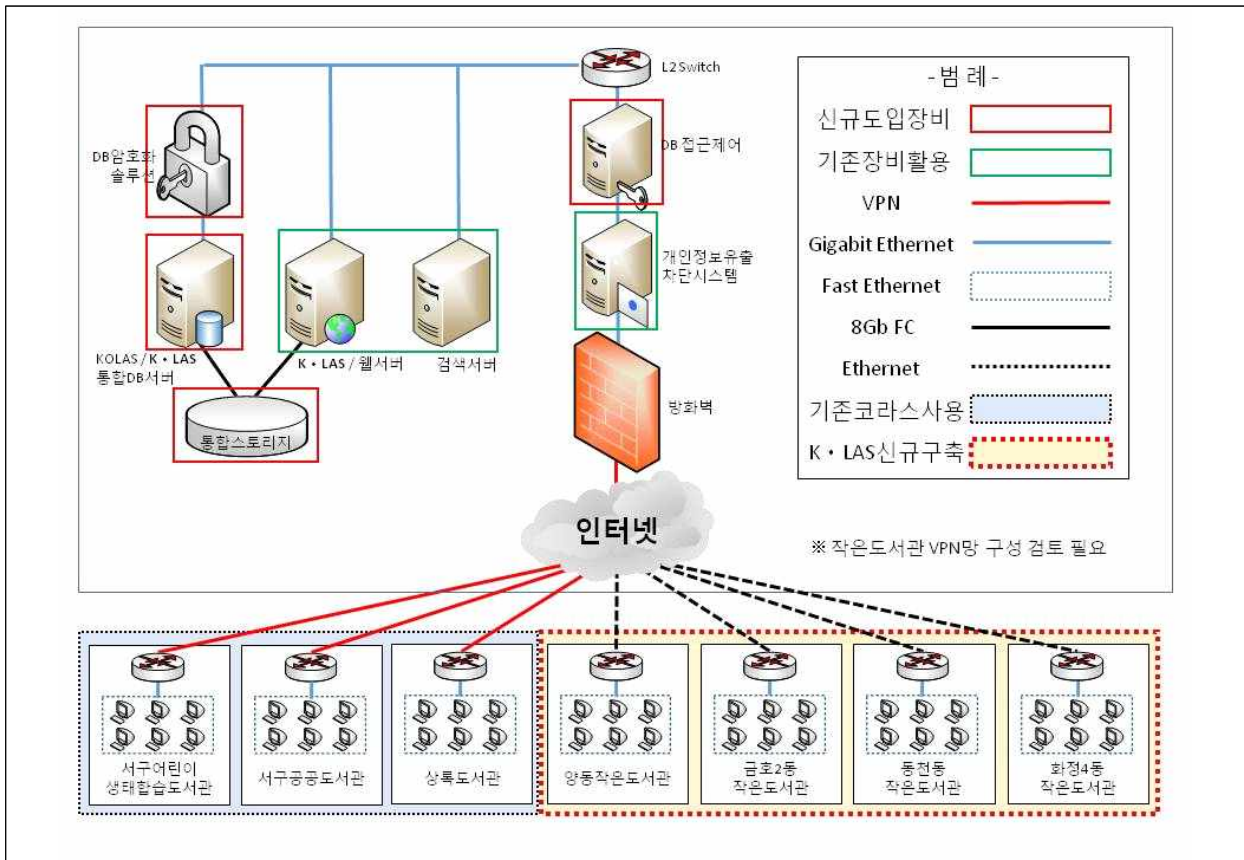 L2 Switch
DB암호화
솔루션
DB 접근제어
개인정보유출
차단시스템
KOLAS / K·LAS
통합DB서버
K·LAS / 웹서버
검색서버
통합스토리지
방화벽
인터넷
- 범 례 -
신규도입장비
기존장비활용
VPN
Gigabit Ethernet
Fast Ethernet
8Gb FC
Ethernet
기존코라스사용
K·LAS신규구축
※ 작은도서관 VPN망 구성 검토 필요
서구어린이
생태학습도서관
서구공공도서관
상록도서관
양동작은도서관
금호2동
작은도서관
동천동
작은도서관
화정4동
작은도서관